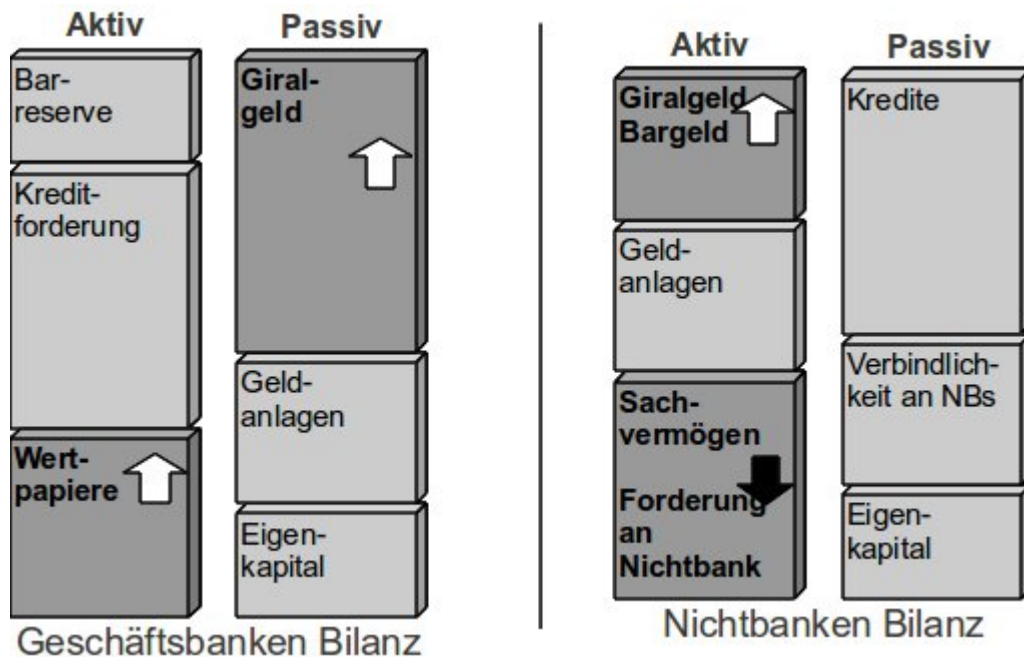 Aktiv
Passiv
Bar-
reserve
Kredit-
forderung
Wert-
papiere
Giral-
geld
Geld-
anlagen
Eigen-
kapital
Geschäftsbanken Bilanz
Aktiv
Passiv
Giralgeld
Bargeld
Geld-
anlagen
Sach-
vermögen
Forderung
an
Nichtbank
Kredite
Verbindlich-
keit an NBs
Eigen-
kapital
Nichtbanken Bilanz